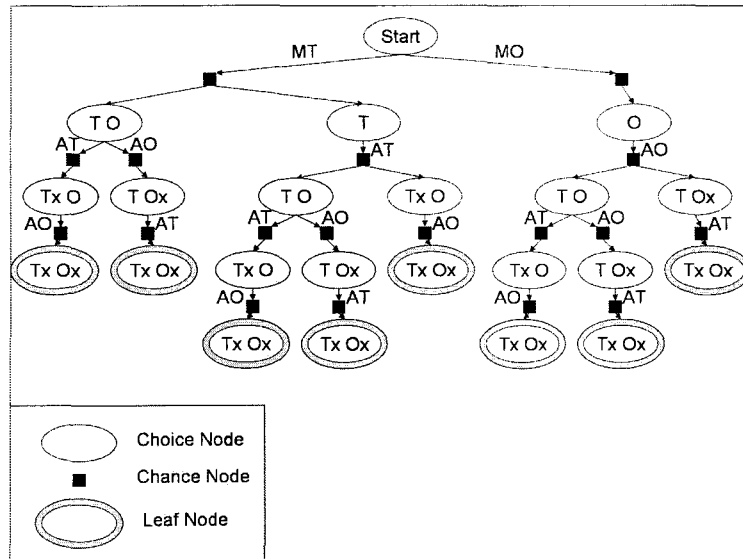 Start
MT MO
T O T O
AT AO AT AO
Tx O T Ox T O Tx O T O T Ox
AO AT AT AO AO AT AO AT
Tx Ox Tx Ox Tx O T Ox Tx Ox Tx O T Ox Tx Ox
AO AT AO AT
Tx Ox Tx Ox Tx Ox Tx Ox
Choice Node
Chance Node
Leaf Node